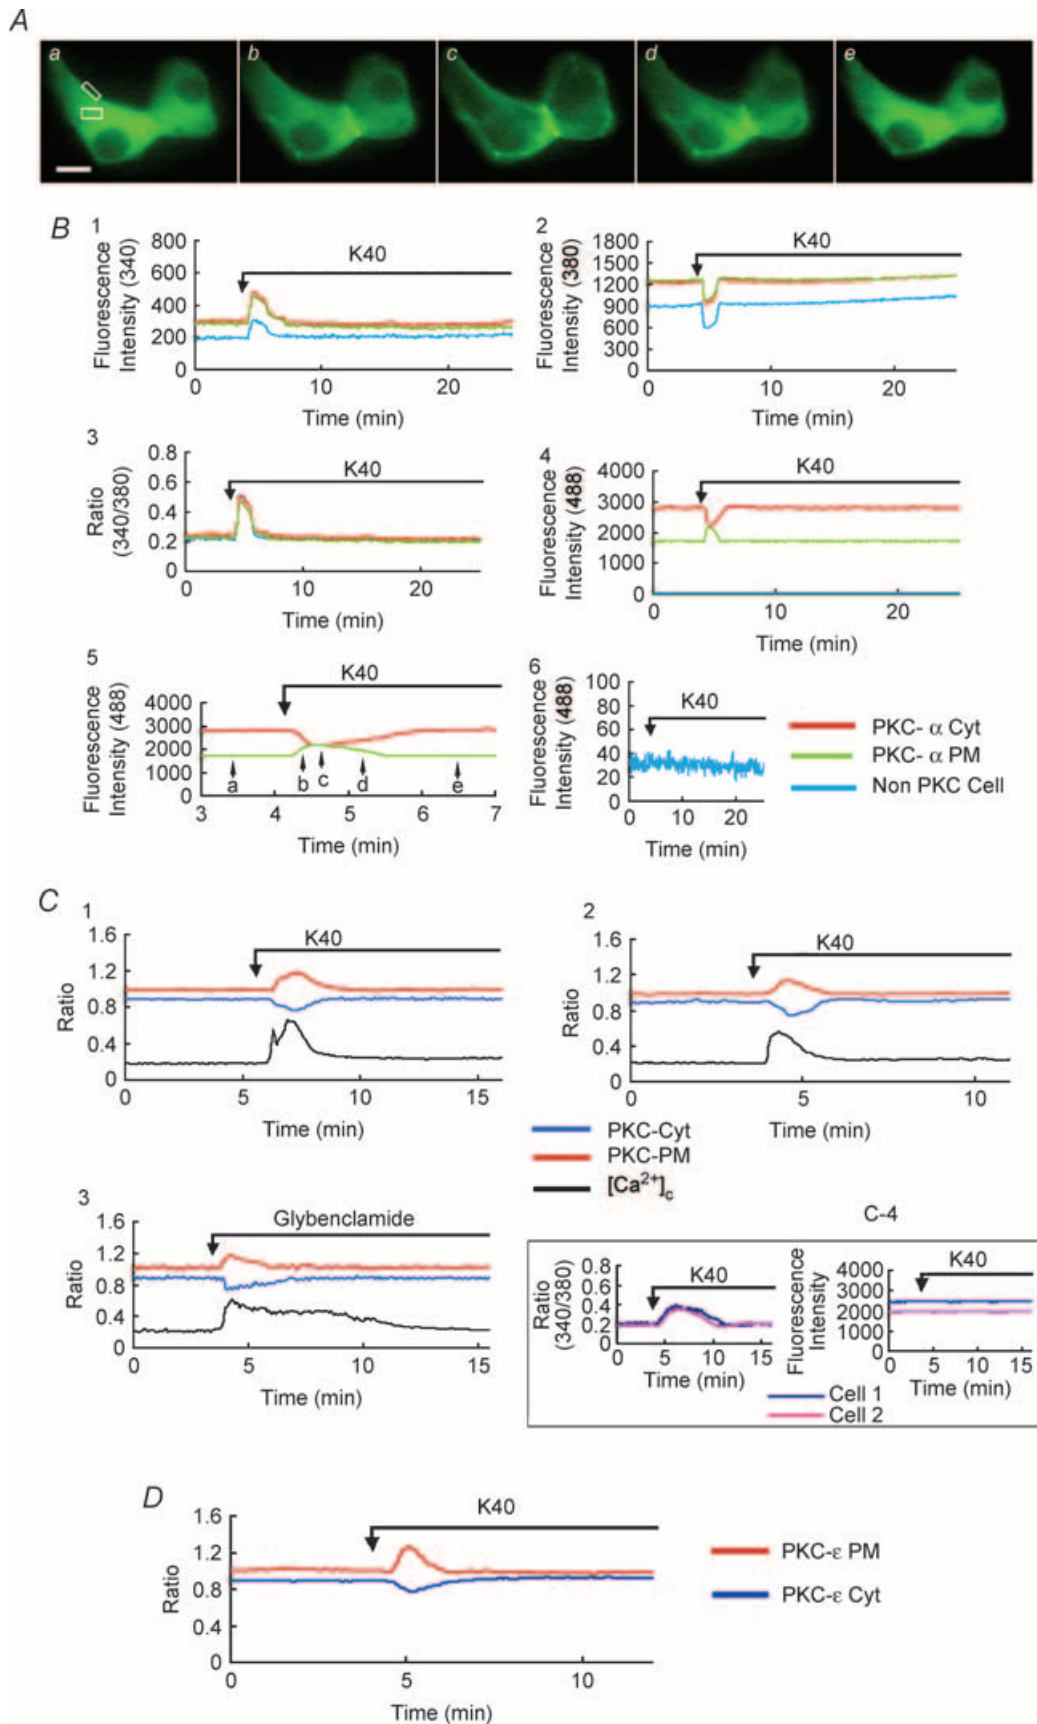 A
a b c d e
B
1
Fluorescence
Intensity (340)
800
600
400
200
0
K40
0 10 20
Time (min)
2
Fluorescence
Intensity (380)
1800
1500
1200
900
600
300
0
K40
0 10 20
Time (min)
3
Ratio
(340/380)
0.8
0.6
0.4
0.2
0
K40
0 10 20
Time (min)
4
Fluorescence
Intensity (488)
4000
3000
2000
1000
0
K40
0 10 20
Time (min)
5
Fluorescence
Intensity (488)
4000
3000
2000
1000
0
K40
a b c d e
3 4 5 6 7
Time (min)
6
Fluorescence
Intensity (488)
100
80
60
40
20
0
K40
0 10 20
Time (min)
PKC- α Cyt
PKC- α PM
Non PKC Cell
C
1
Ratio
1.6
1.2
0.8
0.4
0
K40
0 5 10 15
Time (min)
2
Ratio
1.6
1.2
0.8
0.4
0
K40
0 5 10
Time (min)
PKC-Cyt
PKC-PM
[Ca²⁺]c
3
Ratio
1.6
1.2
0.8
0.4
0
Glybenclamide
0 5 10 15
Time (min)
C-4
Ratio
(340/380)
0.8
0.6
0.4
0.2
0
K40
0 5 10 15
Time (min)
Fluorescence
Intensity
4000
3000
2000
1000
0
K40
0 5 10 15
Time (min)
Cell 1
Cell 2
D
Ratio
1.6
1.2
0.8
0.4
0
K40
0 5 10
Time (min)
PKC-ε PM
PKC-ε Cyt